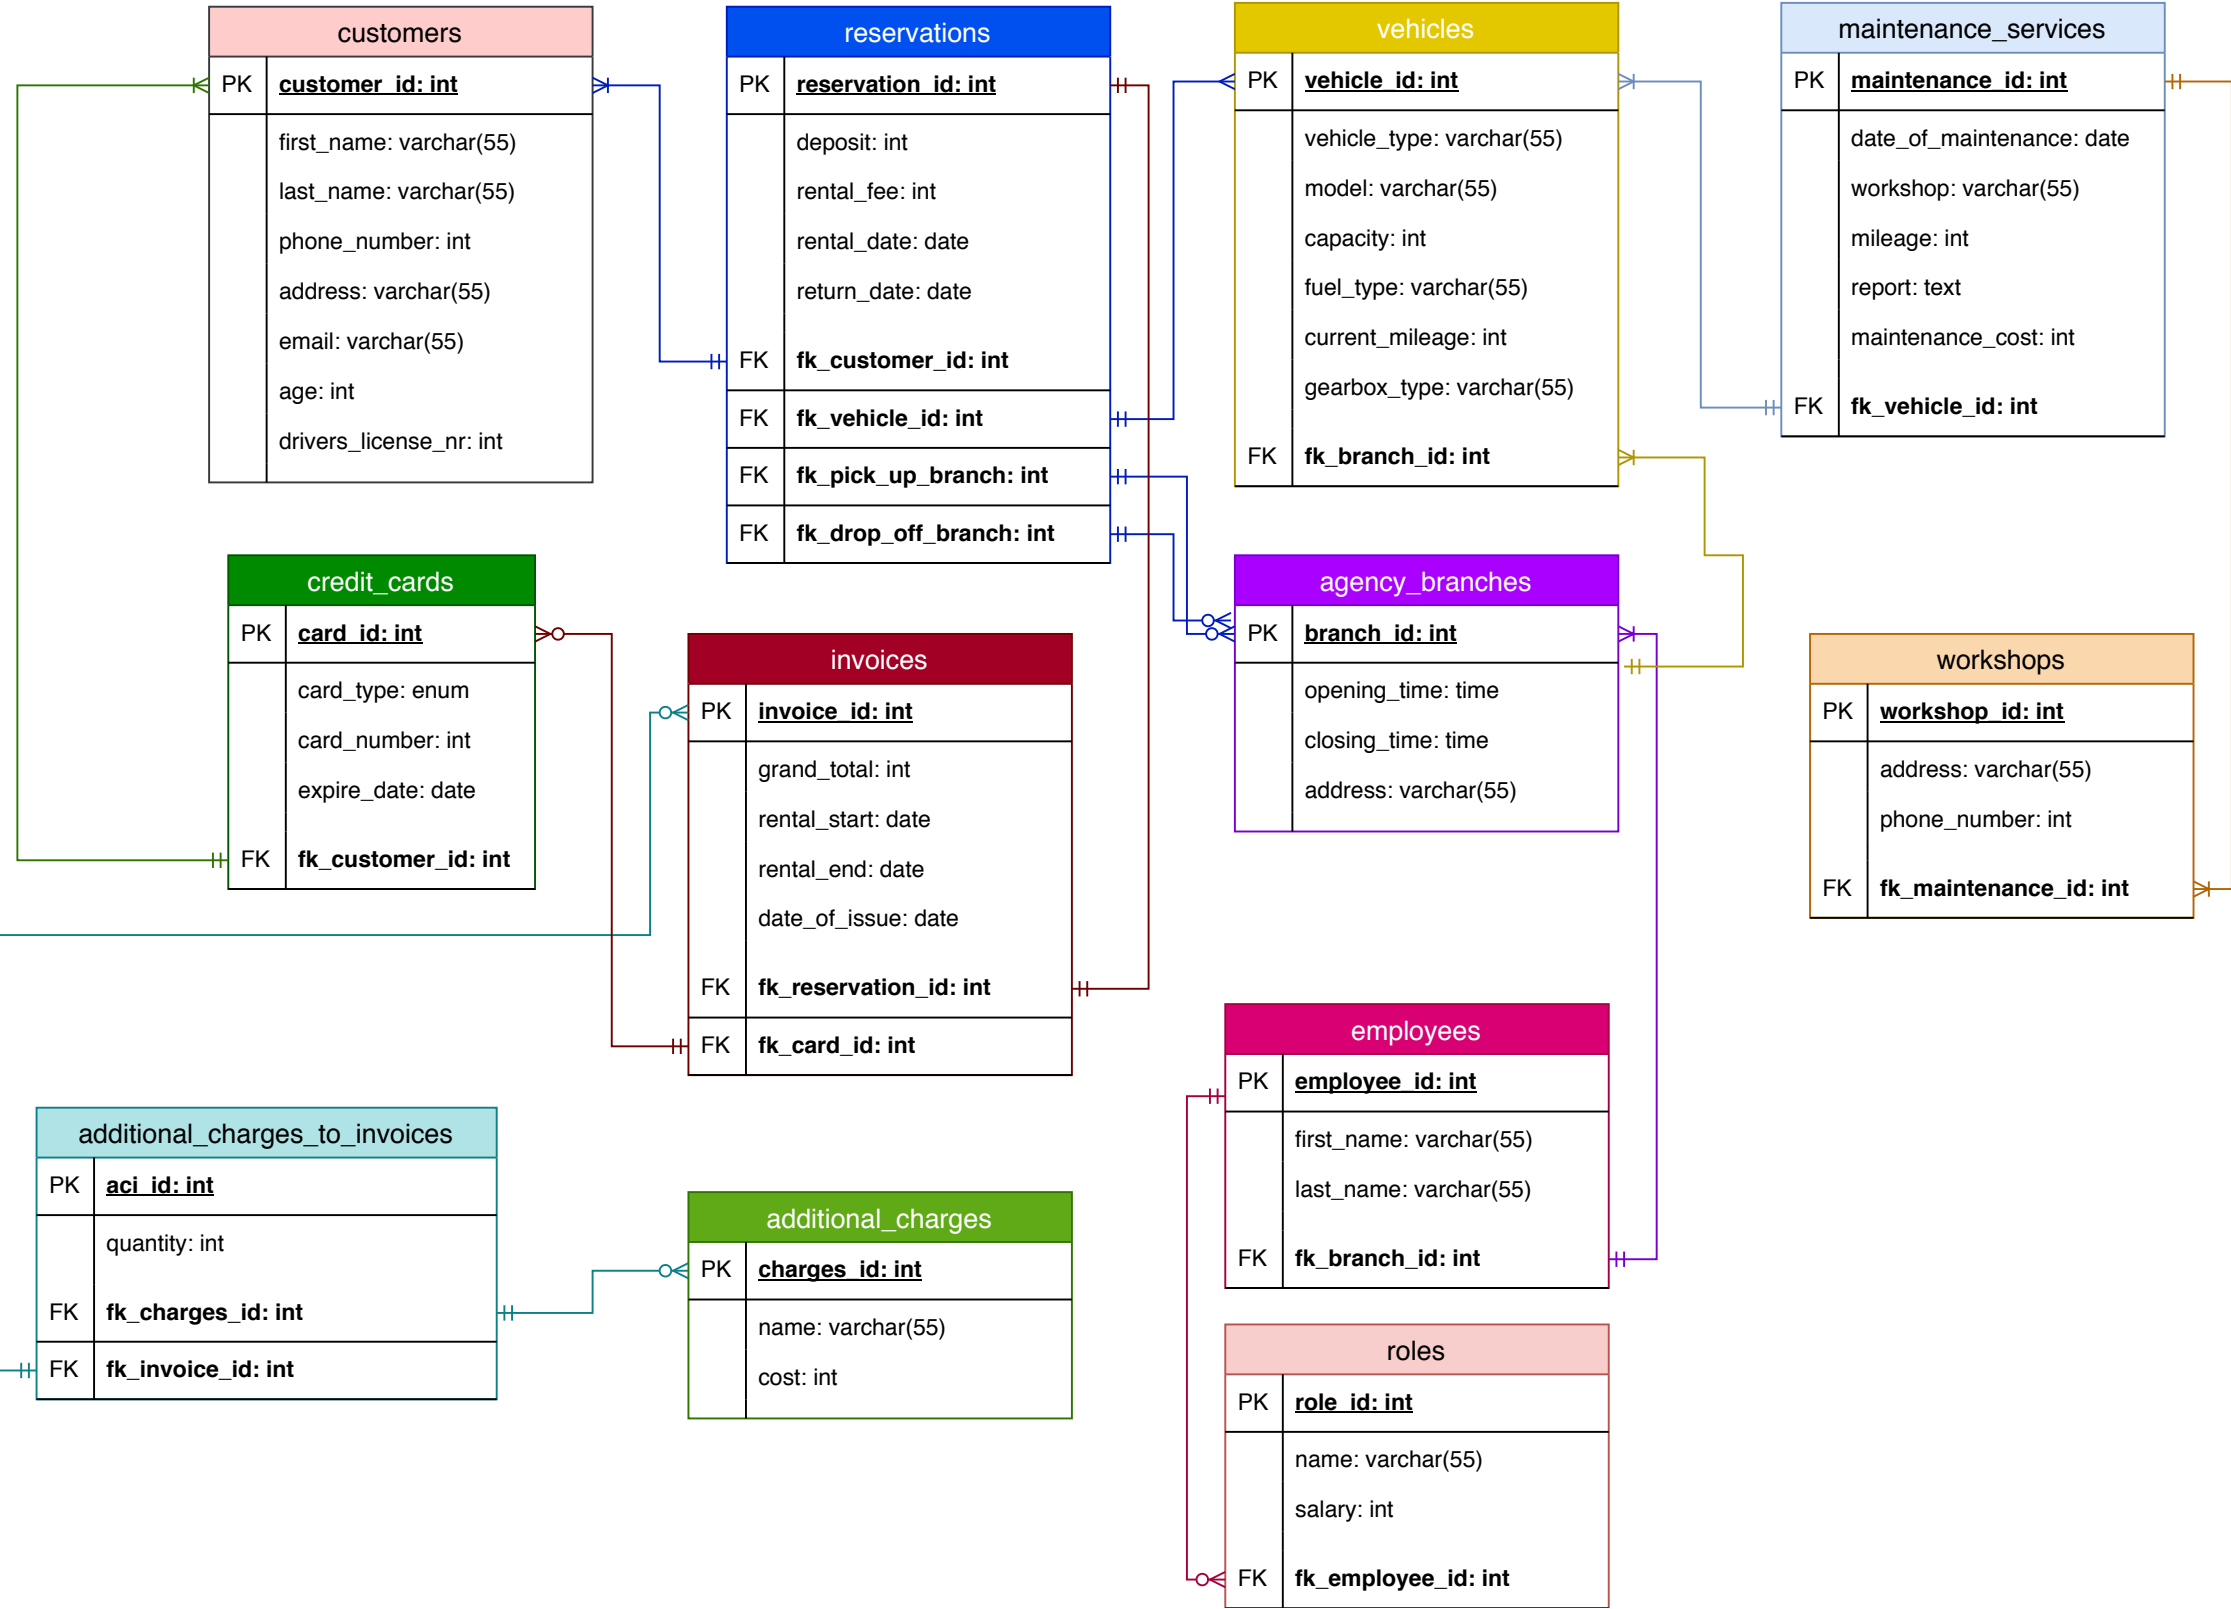 customers
PK customer_id: int
first_name: varchar(55)
last_name: varchar(55)
phone_number: int
address: varchar(55)
email: varchar(55)
age: int
drivers_license_nr: int
reservations
PK reservation_id: int
deposit: int
rental_fee: int
rental_date: date
return_date: date
FK fk_customer_id: int
FK fk_vehicle_id: int
FK fk_pick_up_branch: int
FK fk_drop_off_branch: int
vehicles
PK vehicle_id: int
vehicle_type: varchar(55)
model: varchar(55)
capacity: int
fuel_type: varchar(55)
current_mileage: int
gearbox_type: varchar(55)
FK fk_branch_id: int
maintenance_services
PK maintenance_id: int
date_of_maintenance: date
workshop: varchar(55)
mileage: int
report: text
maintenance_cost: int
FK fk_vehicle_id: int
credit_cards
PK card_id: int
card_type: enum
card_number: int
expire_date: date
FK fk_customer_id: int
invoices
PK invoice_id: int
grand_total: int
rental_start: date
rental_end: date
date_of_issue: date
FK fk_reservation_id: int
FK fk_card_id: int
agency_branches
PK branch_id: int
opening_time: time
closing_time: time
address: varchar(55)
workshops
PK workshop_id: int
address: varchar(55)
phone_number: int
FK fk_maintenance_id: int
additional_charges_to_invoices
PK aci_id: int
quantity: int
FK fk_charges_id: int
FK fk_invoice_id: int
additional_charges
PK charges_id: int
name: varchar(55)
cost: int
employees
PK employee_id: int
first_name: varchar(55)
last_name: varchar(55)
FK fk_branch_id: int
roles
PK role_id: int
name: varchar(55)
salary: int
FK fk_employee_id: int